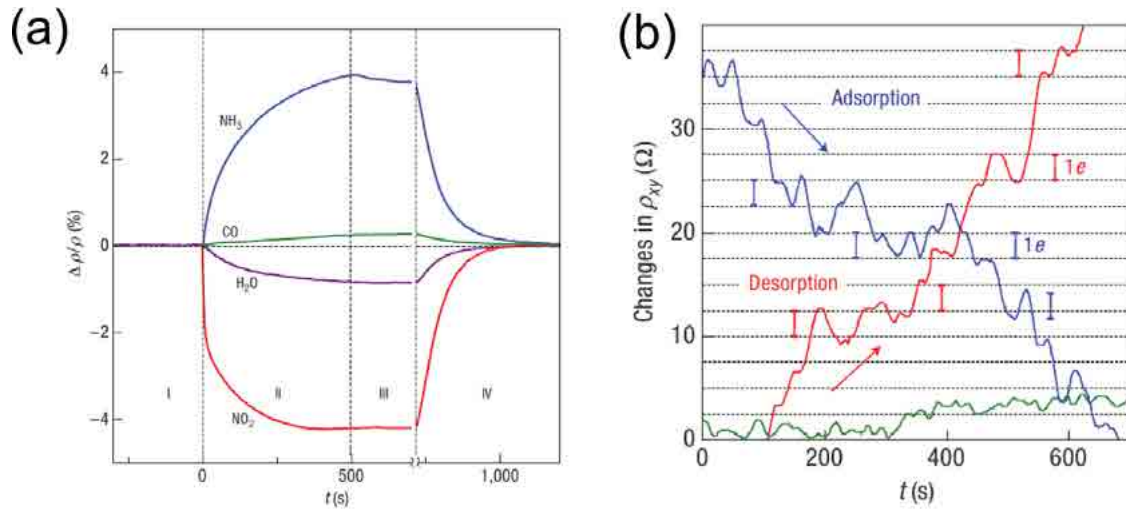 (a)
4
2
0
−2
−4
Δ ρ/ρ (%)
NH₃
CO
H₂O
NO₂
I
II
III
IV
0
500
1,000
t (s)
(b)
30
20
10
0
Changes in ρxy (Ω)
Adsorption
Desorption
1e
1e
0
200
400
600
t (s)